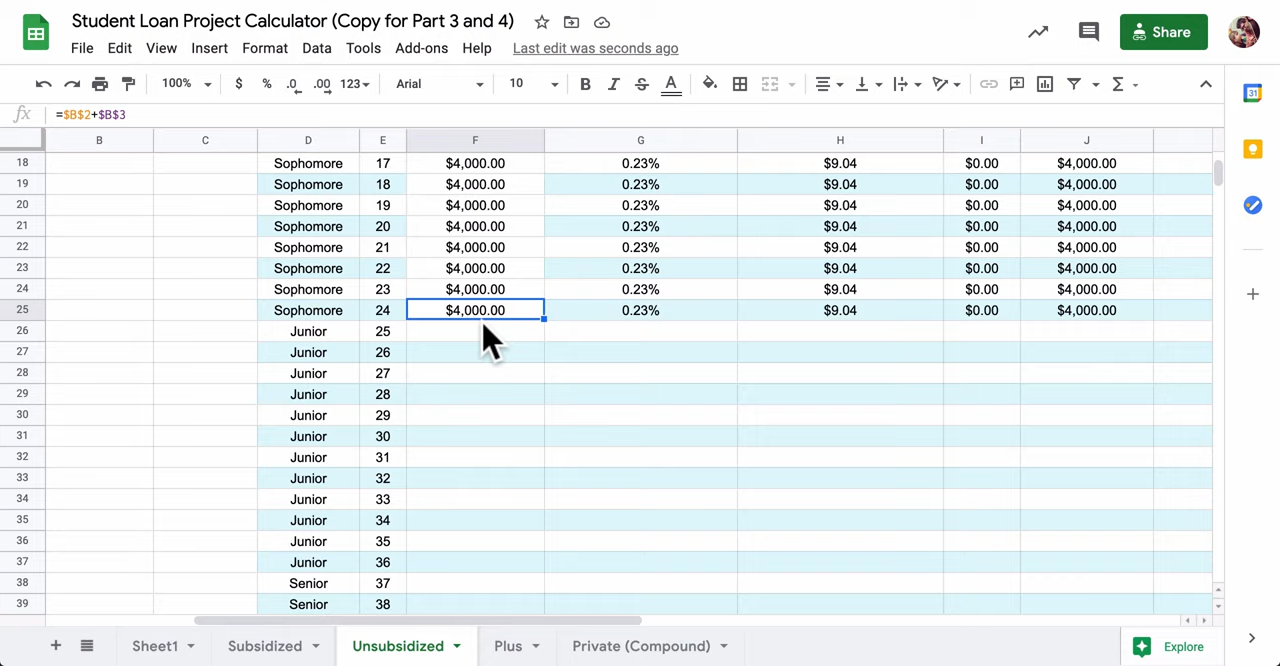 Student Loan Project Calculator (Copy for Part 3 and 4)
File Edit View Insert Format Data Tools Add-ons Help Last edit was seconds ago
Share
100% $ % .0 .00 123 Arial 10 B I S A Σ
31
fx =$B$2+$B$3
B C D E F G H I J
18 Sophomore 17 $4,000.00 0.23% $9.04 $0.00 $4,000.00
19 Sophomore 18 $4,000.00 0.23% $9.04 $0.00 $4,000.00
20 Sophomore 19 $4,000.00 0.23% $9.04 $0.00 $4,000.00
21 Sophomore 20 $4,000.00 0.23% $9.04 $0.00 $4,000.00
22 Sophomore 21 $4,000.00 0.23% $9.04 $0.00 $4,000.00
23 Sophomore 22 $4,000.00 0.23% $9.04 $0.00 $4,000.00
24 Sophomore 23 $4,000.00 0.23% $9.04 $0.00 $4,000.00
25 Sophomore 24 $4,000.00 0.23% $9.04 $0.00 $4,000.00
26 Junior 25
27 Junior 26
28 Junior 27
29 Junior 28
30 Junior 29
31 Junior 30
32 Junior 31
33 Junior 32
34 Junior 33
35 Junior 34
36 Junior 35
37 Junior 36
38 Senior 37
39 Senior 38
+ Sheet1 Subsidized Unsubsidized Plus Private (Compound) Explore